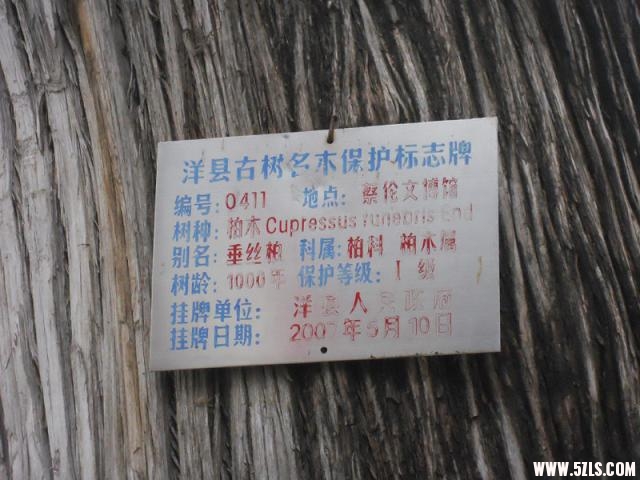 洋县古树名木保护标志牌
编号: 0411 地点: 蔡伦文博馆
树种: 柏木 Cupressus funebris End
别名: 垂丝柏 科属: 柏科 柏木属
树龄: 1000年 保护等级: I 级
挂牌单位: 洋县人民政府
挂牌日期: 2007年6月10日
WWW.5ZLS.COM